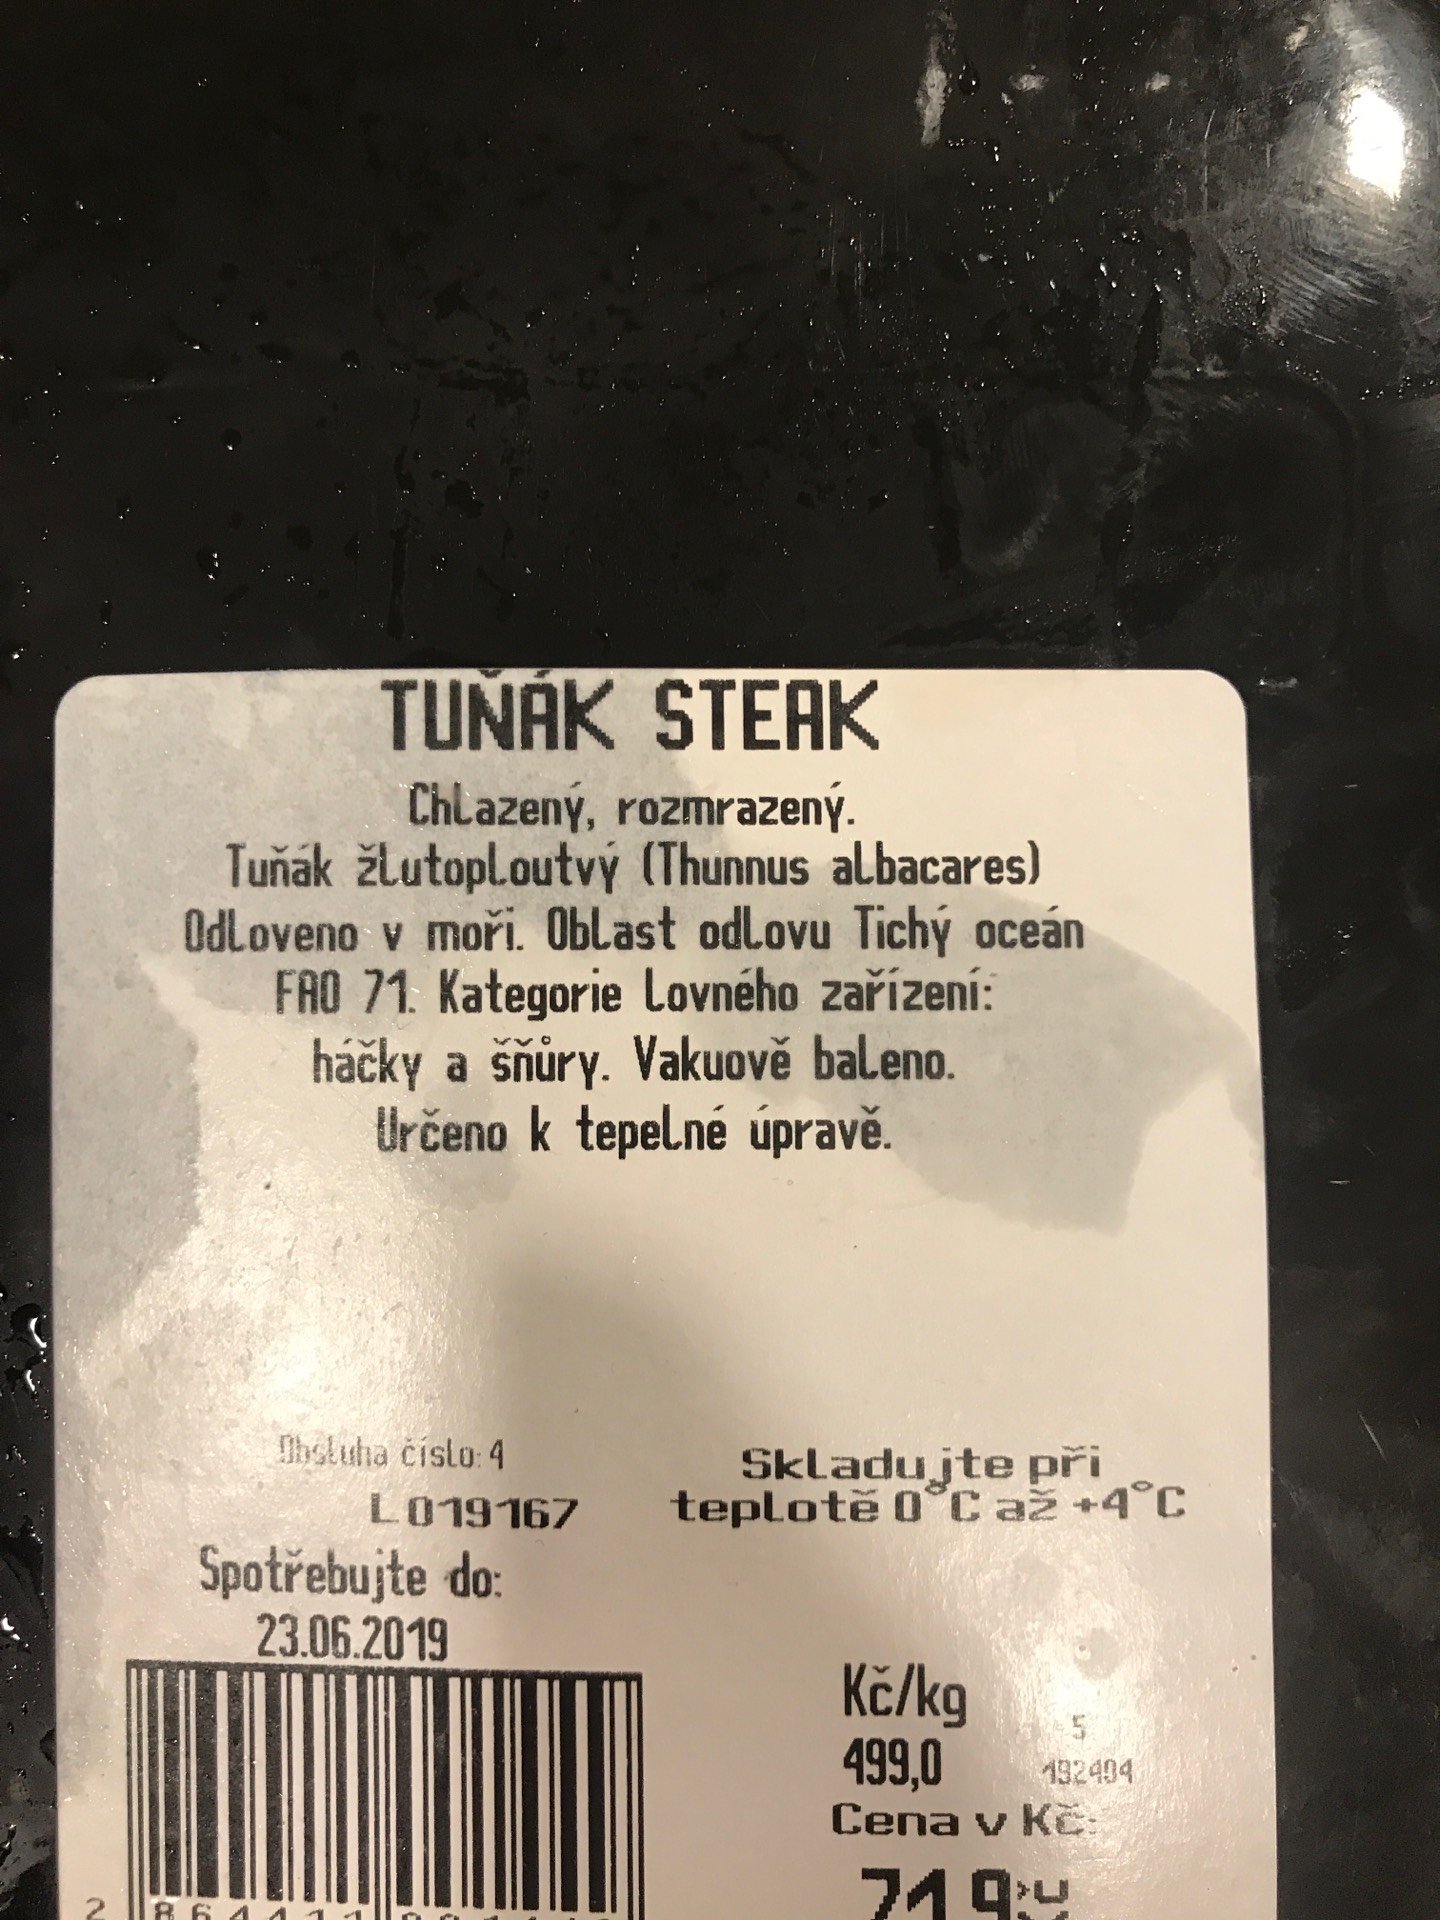 TUŇÁK STEAK
Chlazený, rozmrazený.
Tuňák žlutoploutvý (Thunnus albacares)
Odloveno v moři. Oblast odlovu Tichý oceán
FAO 71. Kategorie lovného zařízení:
háčky a šňůry. Vakuově baleno.
Určeno k tepelné úpravě.
Obsluha číslo: 4
L019167
Skladujte při
teplotě 0°C až +4°C
Spotřebujte do:
23.06.2019
Kč/kg
499,0
5
192404
Cena v Kč: